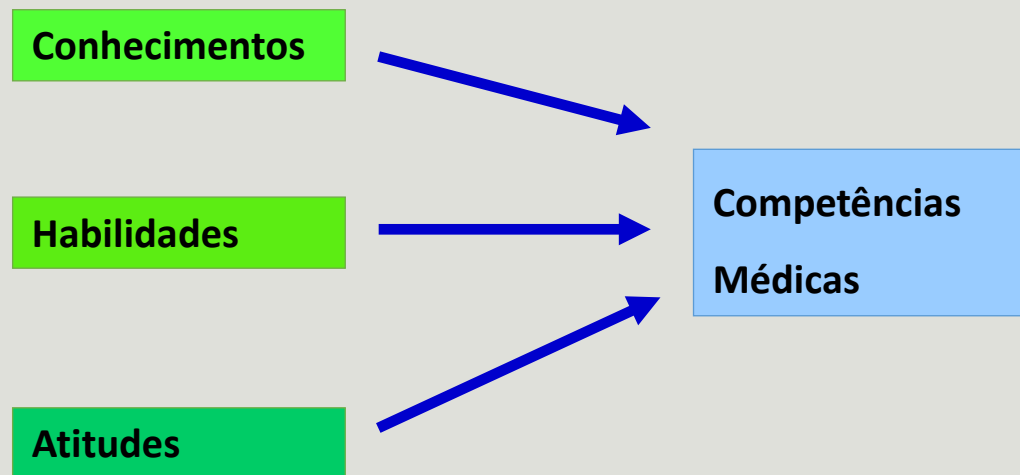 Conhecimentos
Habilidades
Atitudes
Competências
Médicas